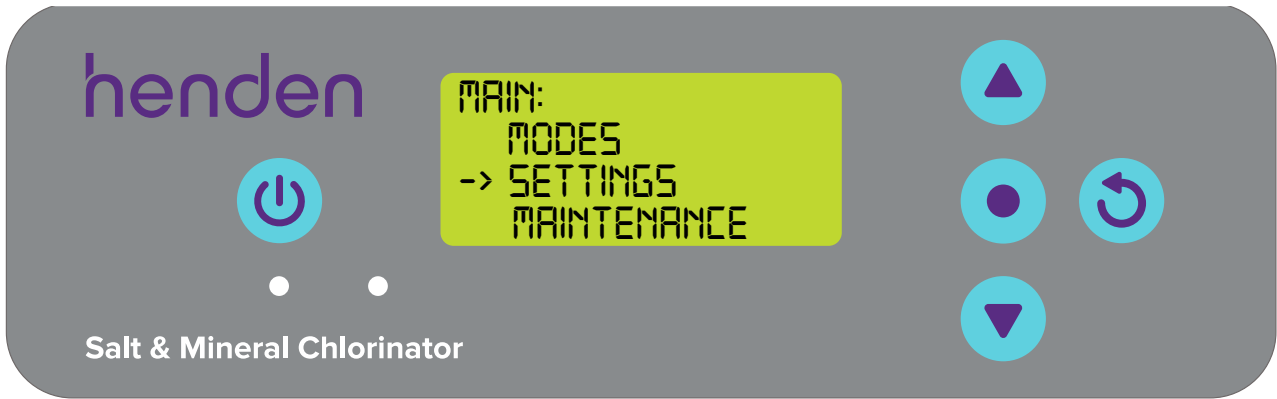 henden
MAIN:
MODES
-> SETTINGS
MAINTENANCE
Salt & Mineral Chlorinator